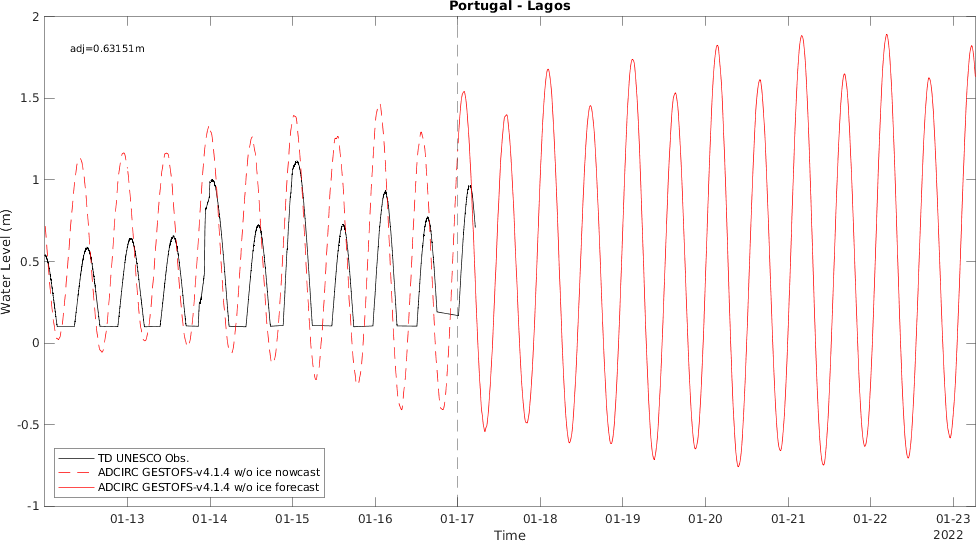 Portugal - Lagos
adj=0.63151m
2
1.5
1
0.5
0
-0.5
-1
Water Level (m)
TD UNESCO Obs.
ADCIRC GESTOFS-v4.1.4 w/o ice nowcast
ADCIRC GESTOFS-v4.1.4 w/o ice forecast
01-13 01-14 01-15 01-16 01-17 01-18 01-19 01-20 01-21 01-22 01-23
Time
2022